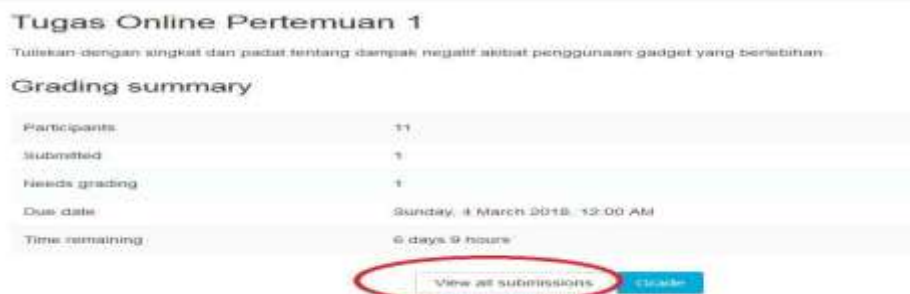 Tugas Online Pertemuan 1
Tuliskan dengan singkat dan padat tentang dampak negatif akibat penggunaan gadget yang berlebihan.
Grading summary
Participants 11
Submitted 1
Needs grading 1
Due date Sunday, 4 March 2018, 12:00 AM
Time remaining 6 days 9 hours
View all submissions Grade